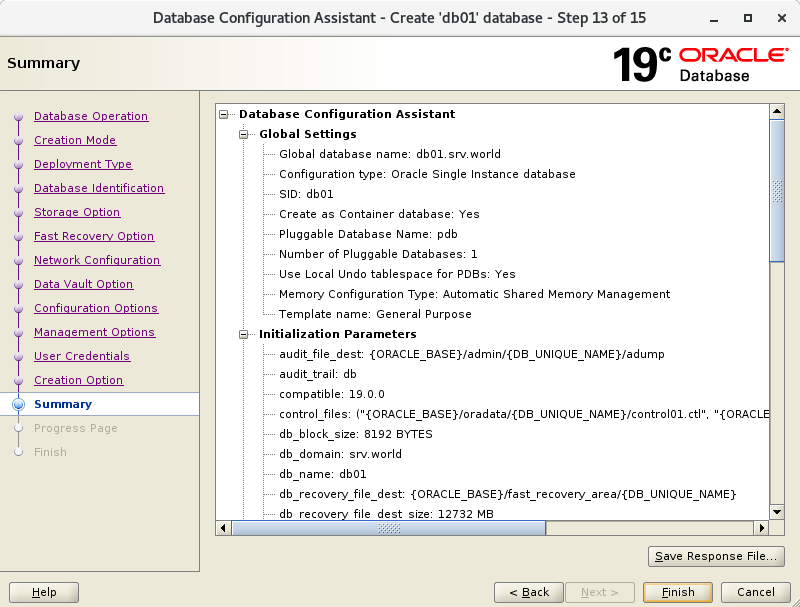 Database Configuration Assistant - Create 'db01' database - Step 13 of 15
Summary
19c ORACLE Database
Database Operation
Creation Mode
Deployment Type
Database Identification
Storage Option
Fast Recovery Option
Network Configuration
Data Vault Option
Configuration Options
Management Options
User Credentials
Creation Option
Summary
Progress Page
Finish
Database Configuration Assistant
Global Settings
Global database name: db01.srv.world
Configuration type: Oracle Single Instance database
SID: db01
Create as Container database: Yes
Pluggable Database Name: pdb
Number of Pluggable Databases: 1
Use Local Undo tablespace for PDBs: Yes
Memory Configuration Type: Automatic Shared Memory Management
Template name: General Purpose
Initialization Parameters
audit_file_dest: {ORACLE_BASE}/admin/{DB_UNIQUE_NAME}/adump
audit_trail: db
compatible: 19.0.0
control_files: ("{ORACLE_BASE}/oradata/{DB_UNIQUE_NAME}/control01.ctl", "{ORACLE
db_block_size: 8192 BYTES
db_domain: srv.world
db_name: db01
db_recovery_file_dest: {ORACLE_BASE}/fast_recovery_area/{DB_UNIQUE_NAME}
db_recovery_file_dest_size: 12732 MB
Save Response File...
Help
< Back
Next >
Finish
Cancel